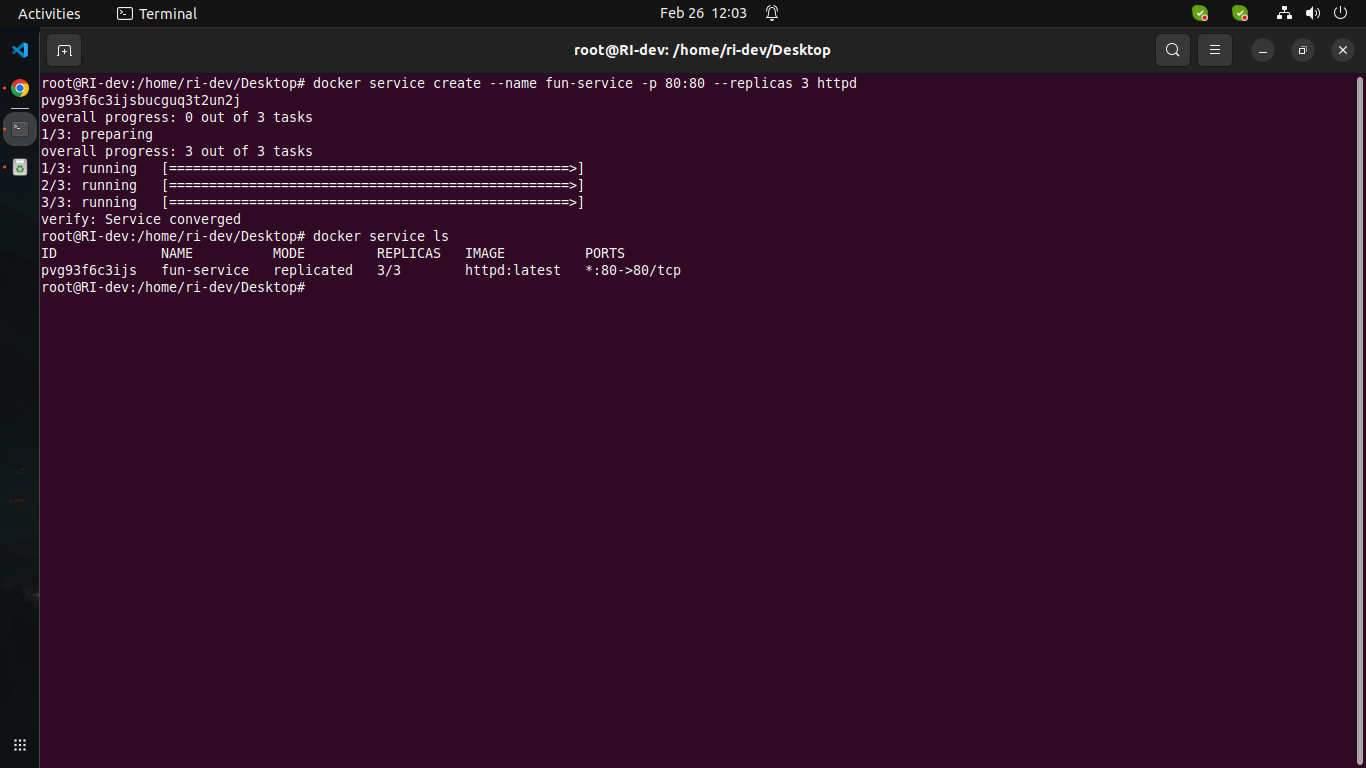 Activities Terminal Feb 26 12:03
root@RI-dev: /home/ri-dev/Desktop
root@RI-dev:/home/ri-dev/Desktop# docker service create --name fun-service -p 80:80 --replicas 3 httpd
pvg93f6c3ijsbucguq3t2un2j
overall progress: 0 out of 3 tasks
1/3: preparing
overall progress: 3 out of 3 tasks
1/3: running   [==================================================>]
2/3: running   [==================================================>]
3/3: running   [==================================================>]
verify: Service converged
root@RI-dev:/home/ri-dev/Desktop# docker service ls
ID             NAME          MODE         REPLICAS   IMAGE          PORTS
pvg93f6c3ijs   fun-service   replicated   3/3        httpd:latest   *:80->80/tcp
root@RI-dev:/home/ri-dev/Desktop#